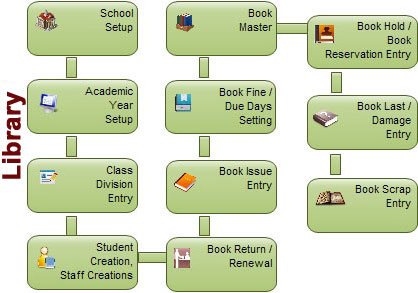 Library
School
Setup
Academic
Year
Setup
Class
Division
Entry
Student
Creation,
Staff Creations
Book
Master
Book Fine /
Due Days
Setting
Book Issue
Entry
Book Return /
Renewal
Book Hold /
Book
Reservation Entry
Book Last /
Damage
Entry
Book Scrap
Entry